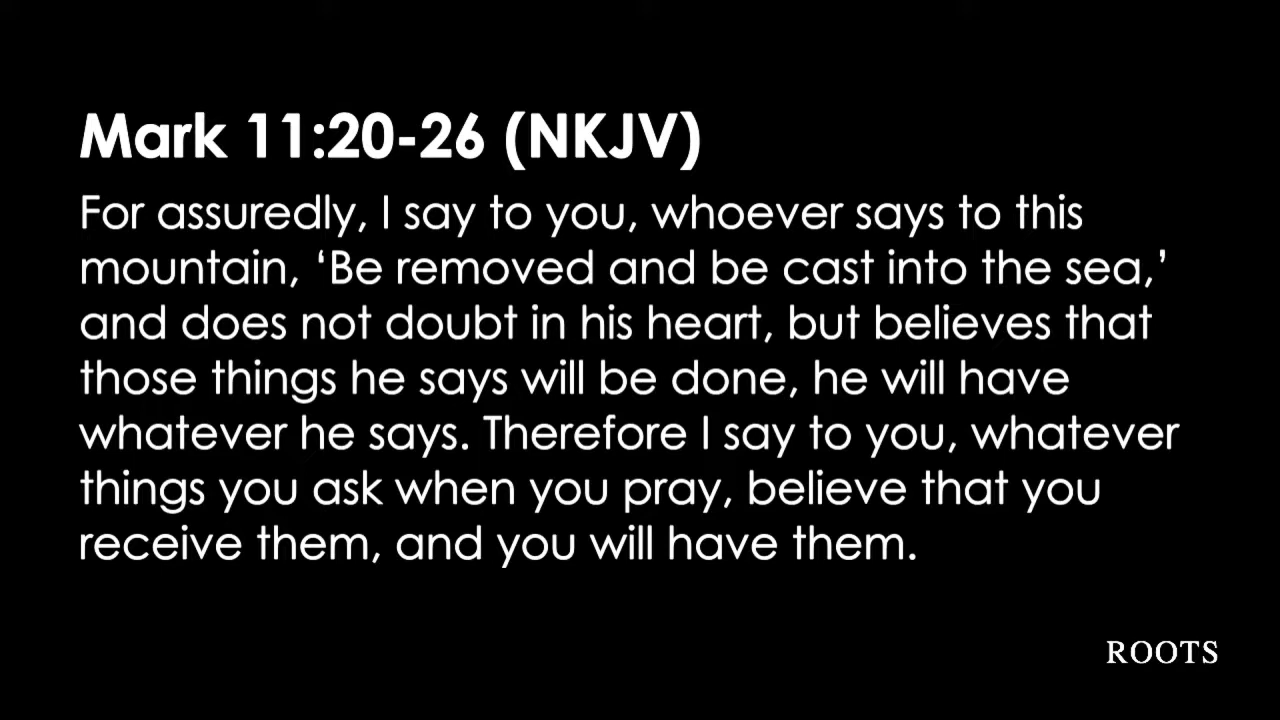 Mark 11:20-26 (NKJV)
For assuredly, I say to you, whoever says to this
mountain, ‘Be removed and be cast into the sea,’
and does not doubt in his heart, but believes that
those things he says will be done, he will have
whatever he says. Therefore I say to you, whatever
things you ask when you pray, believe that you
receive them, and you will have them.
ROOTS